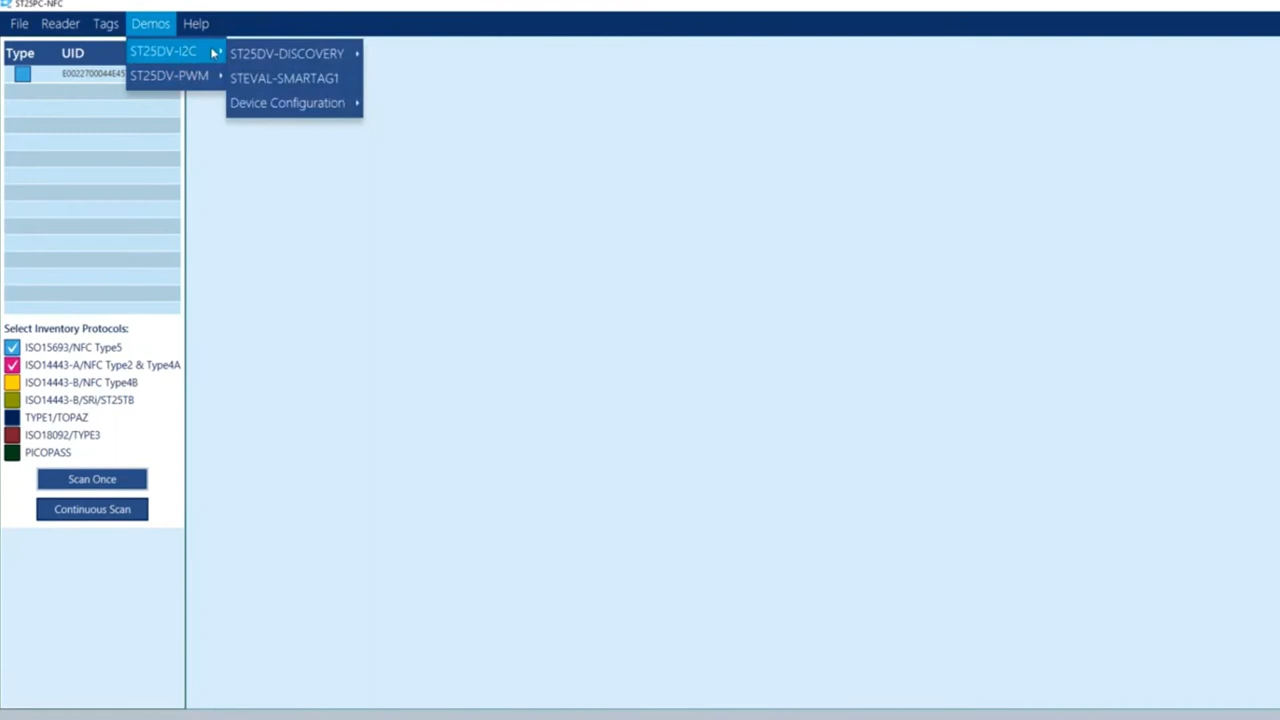 ST25PC-NFC
File Reader Tags Demos Help
Type UID
E0022700044E45
ST25DV-I2C
ST25DV-PWM
ST25DV-DISCOVERY
STEVAL-SMARTAG1
Device Configuration
Select Inventory Protocols:
ISO15693/NFC Type5
ISO14443-A/NFC Type2 & Type4A
ISO14443-B/NFC Type4B
ISO14443-B/SRi/ST25TB
TYPE1/TOPAZ
ISO18092/TYPE3
PICOPASS
Scan Once
Continuous Scan